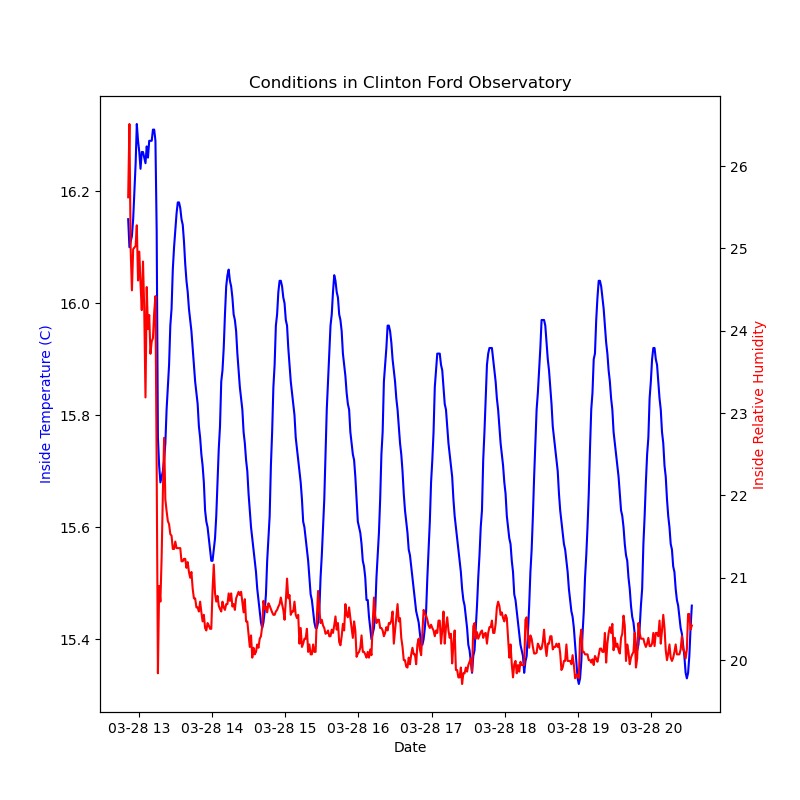 Conditions in Clinton Ford Observatory
Inside Temperature (C)
16.2
16.0
15.8
15.6
15.4
26
25
24
23
22
21
20
Inside Relative Humidity
03-28 13 03-28 14 03-28 15 03-28 16 03-28 17 03-28 18 03-28 19 03-28 20
Date